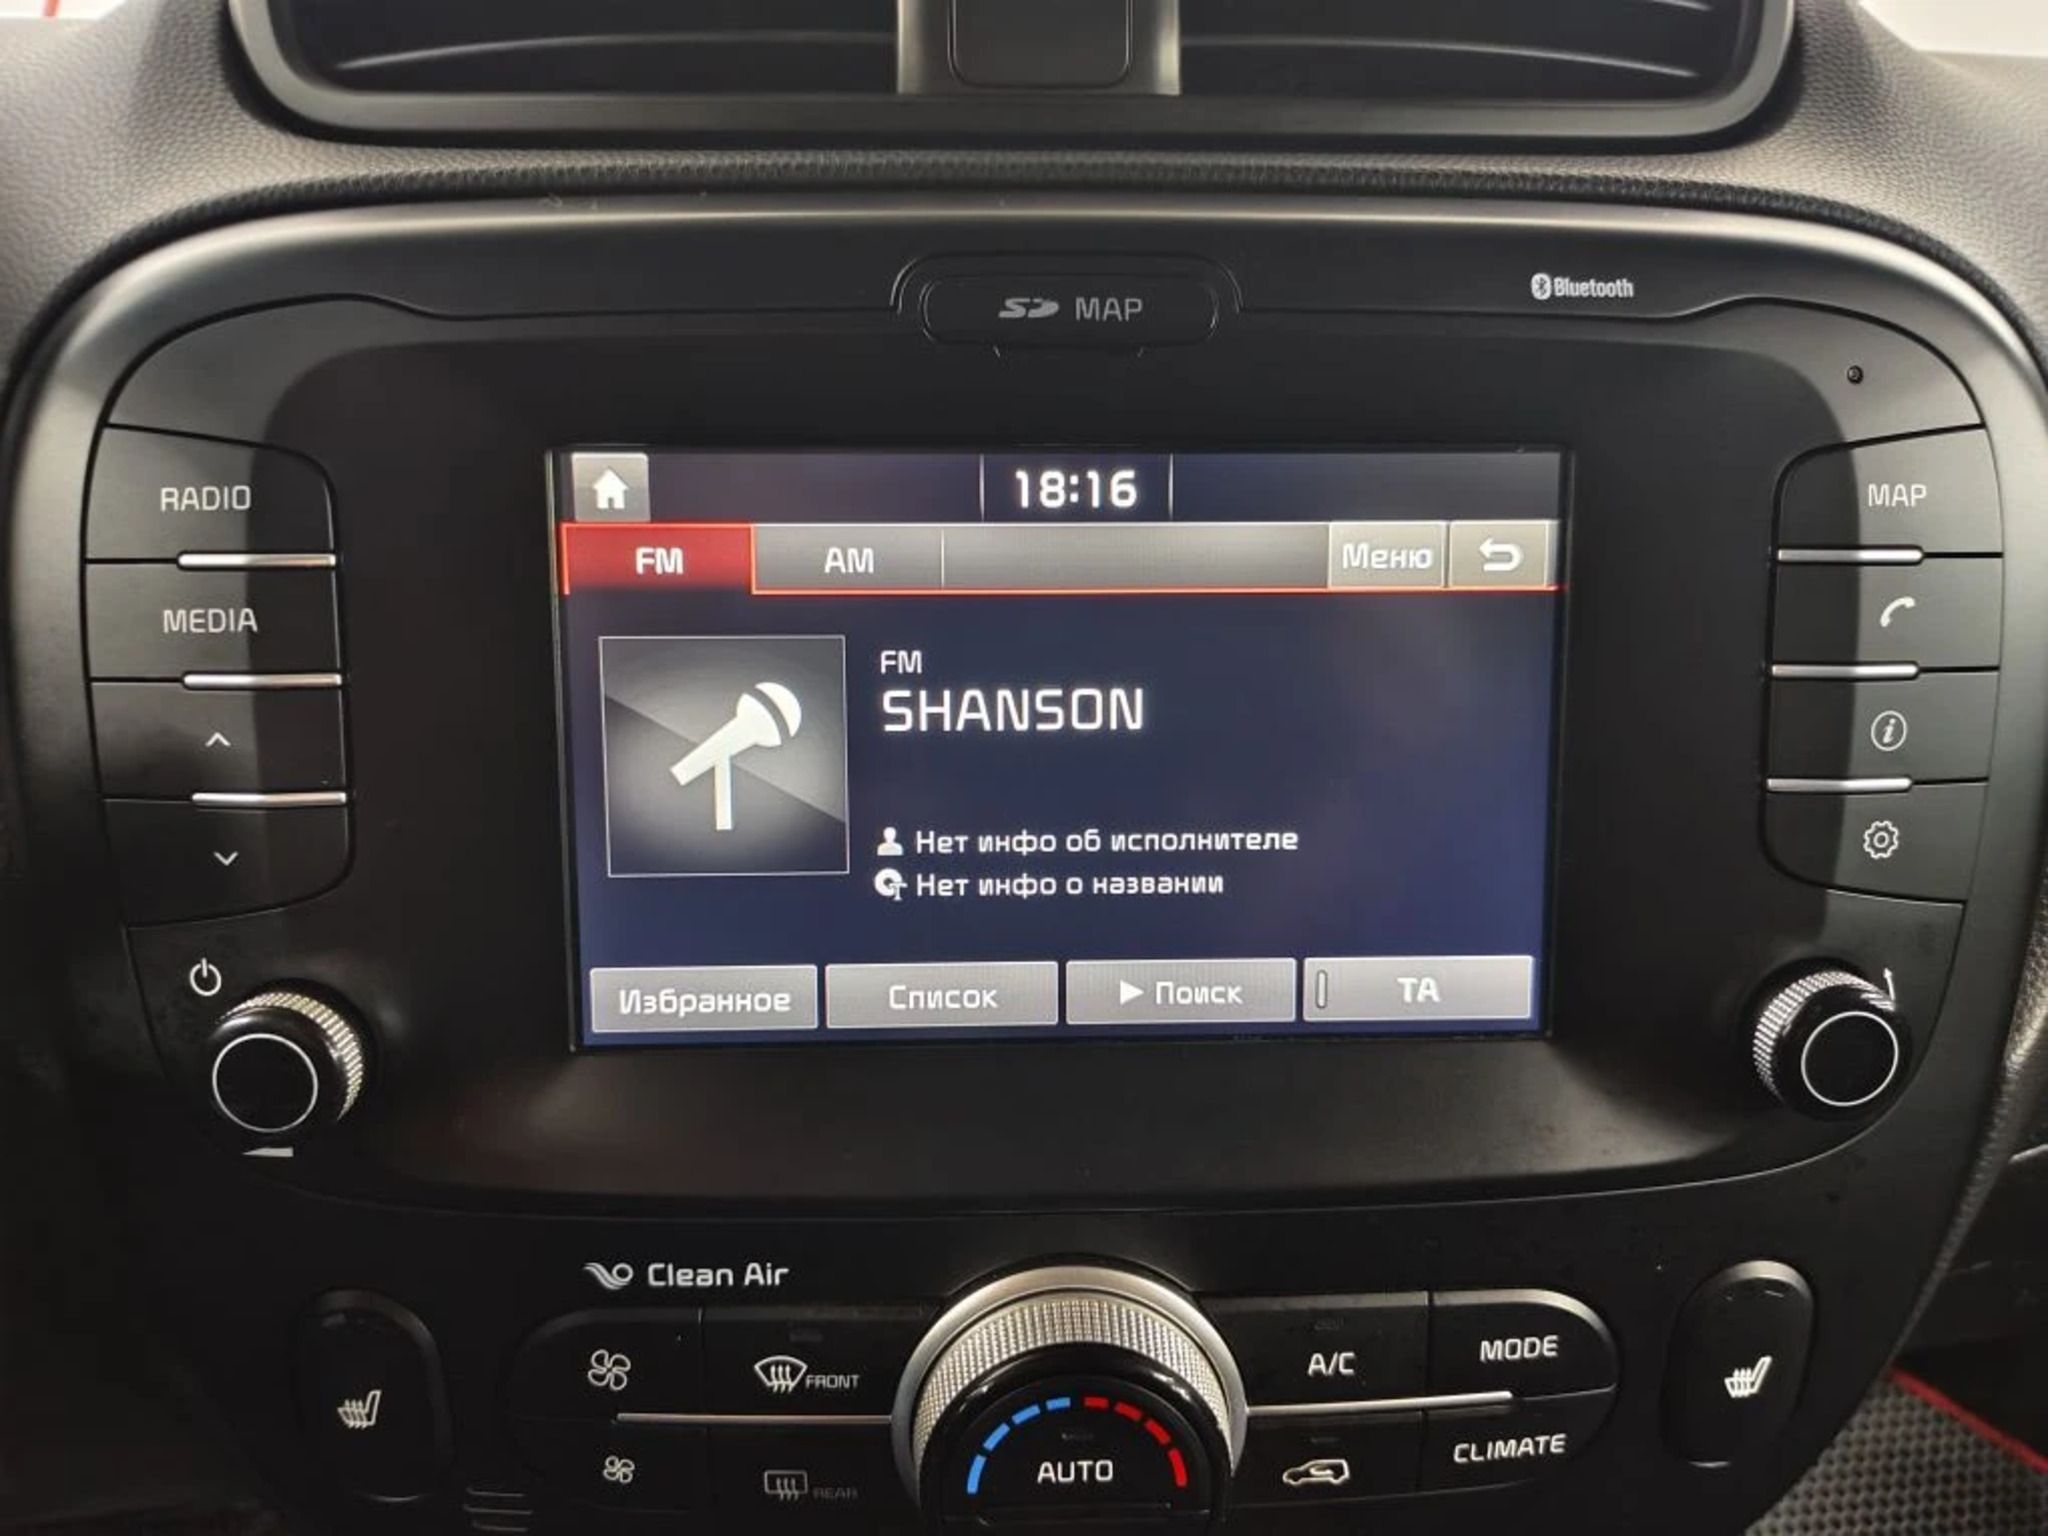 SD MAP
Bluetooth
RADIO
MEDIA
MAP
18:16
FM
AM
Меню
FM
SHANSON
Нет инфо об исполнителе
Нет инфо о названии
Избранное
Список
Поиск
TA
Clean Air
FRONT
REAR
AUTO
A/C
MODE
CLIMATE